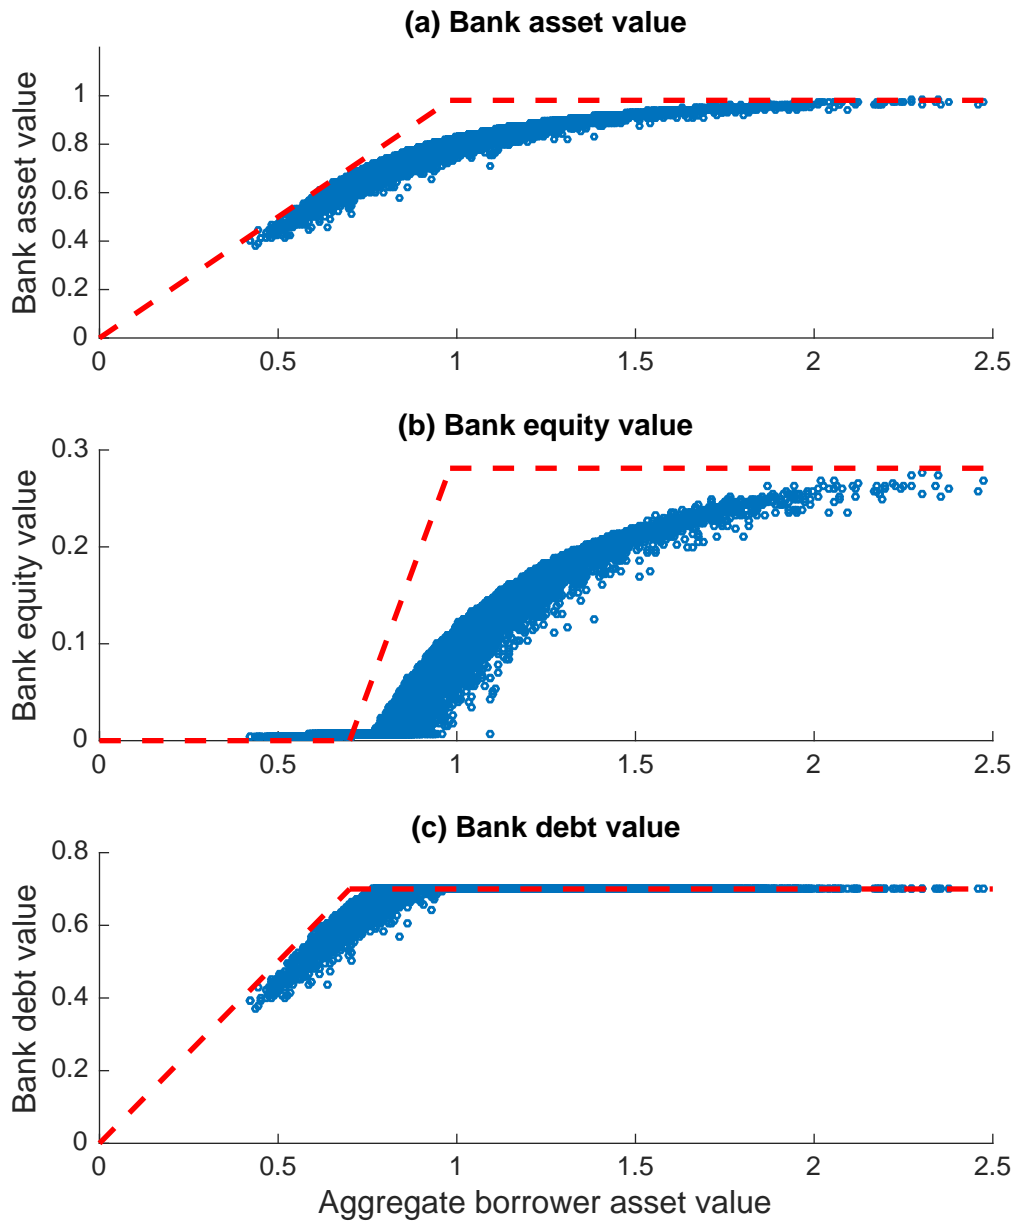 (a) Bank asset value
Bank asset value
1
0.8
0.6
0.4
0.2
0
0 0.5 1 1.5 2 2.5
(b) Bank equity value
Bank equity value
0.3
0.2
0.1
0
0 0.5 1 1.5 2 2.5
(c) Bank debt value
Bank debt value
0.8
0.6
0.4
0.2
0
0 0.5 1 1.5 2 2.5
Aggregate borrower asset value